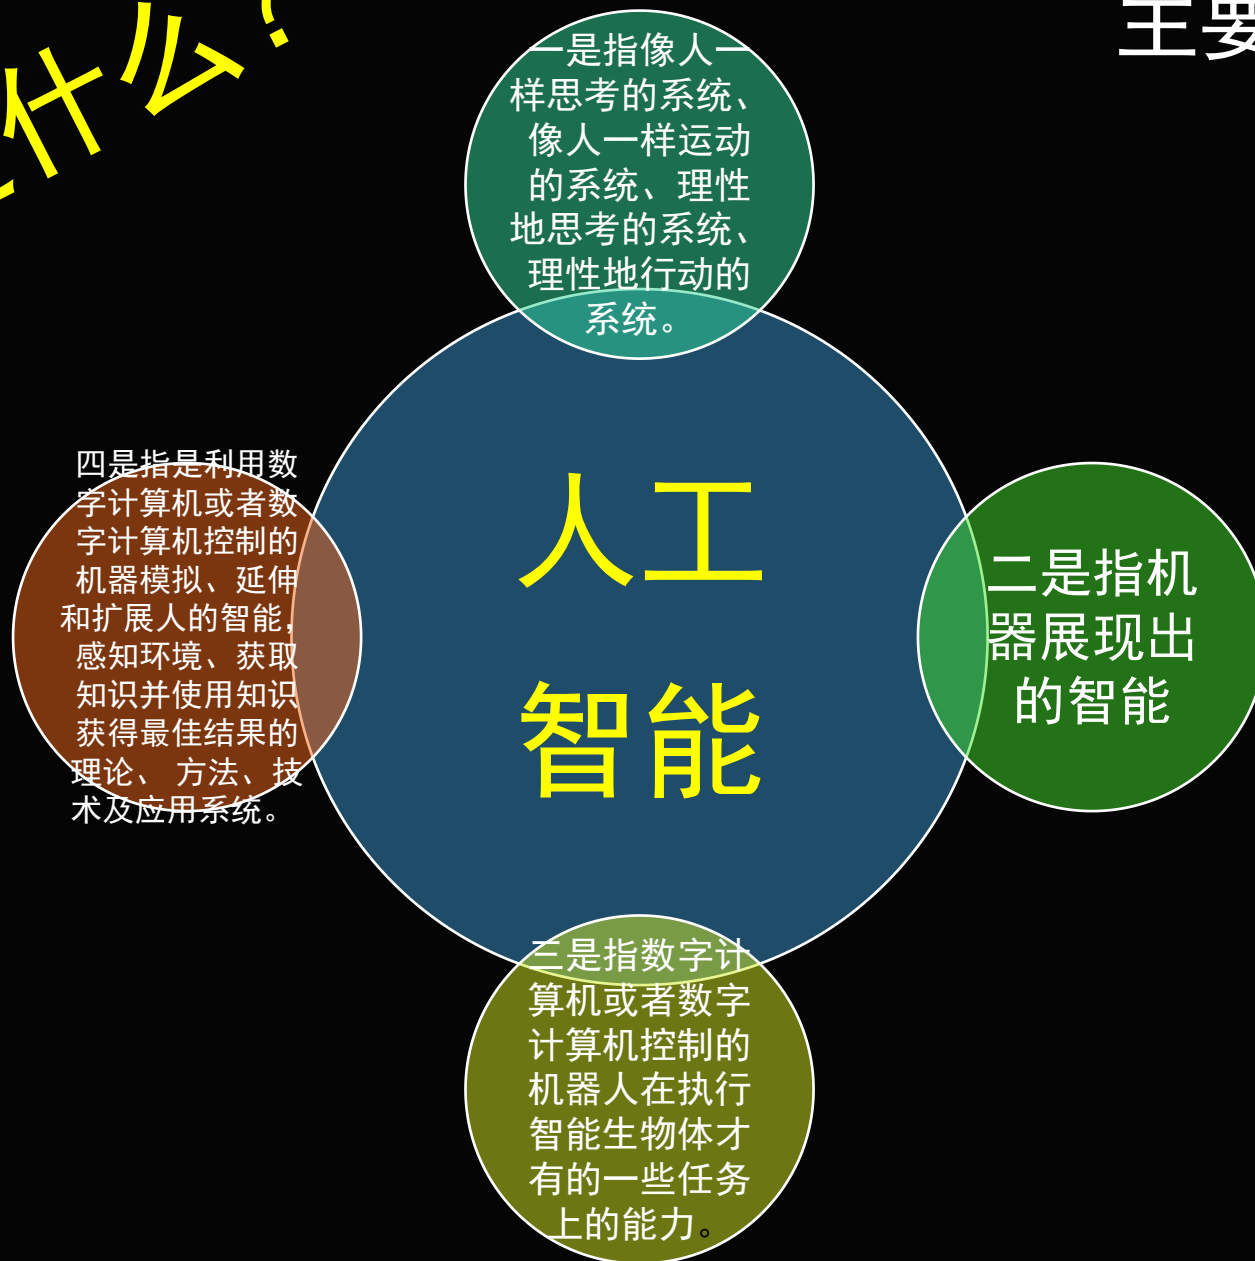 什么？
主要
一是指像人一
样思考的系统、
像人一样运动
的系统、理性
地思考的系统、
理性地行动的
系统。
人工
智能
二是指机
器展现出
的智能
三是指数字计
算机或者数字
计算机控制的
机器人在执行
智能生物体才
有的一些任务
上的能力。
四是指是利用数
字计算机或者数
字计算机控制的
机器模拟、延伸
和扩展人的智能，
感知环境、获取
知识并使用知识
获得最佳结果的
理论、 方法、技
术及应用系统。